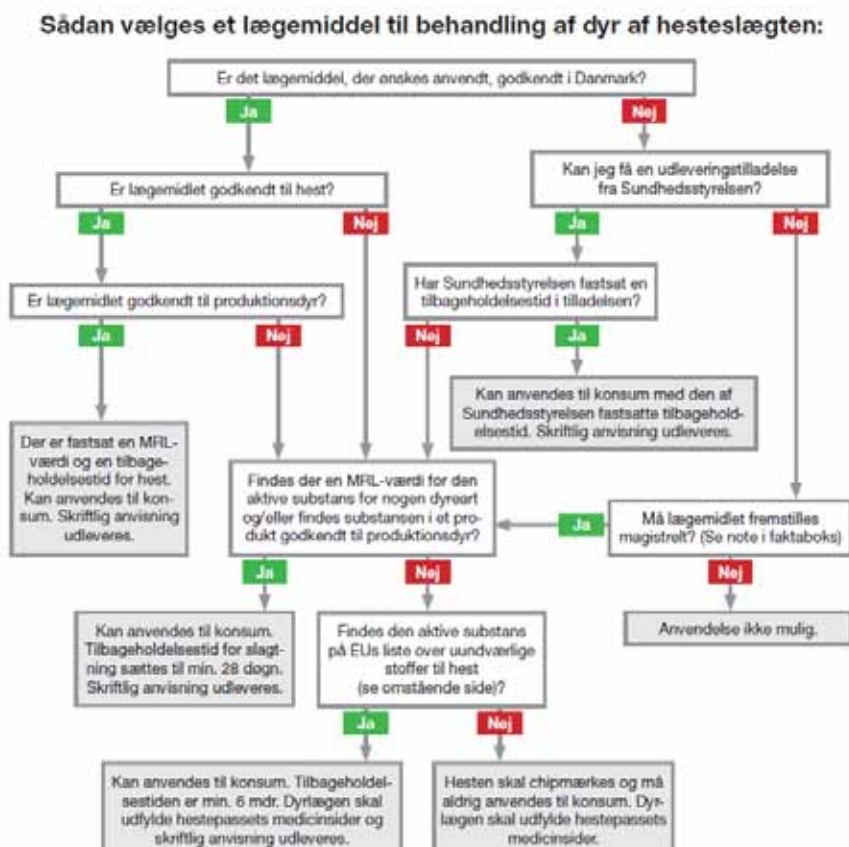 Sådan vælges et lægemiddel til behandling af dyr af hesteslægten:
Er det lægemiddel, der ønskes anvendt, godkendt i Danmark?
Ja
Nej
Er lægemidlet godkendt til hest?
Kan jeg få en udleveringstilladelse
fra Sundhedsstyrelsen?
Ja
Nej
Ja
Nej
Er lægemidlet godkendt til produktionsdyr?
Har Sundhedsstyrelsen fastsat en
tilbageholdelsestid i tilladelsen?
Ja
Nej
Nej
Ja
Der er fastsat en MRL-
værdi og en tilbage-
holdelsestid for hest.
Kan anvendes til kon-
sum. Skriftlig anvisning
udleveres.
Kan anvendes til konsum med den af
Sundhedsstyrelsen fastsatte tilbagehold-
elsestid. Skriftlig anvisning udleveres.
Findes der en MRL-værdi for den
aktive substans for nogen dyreart
og/eller findes substansen i et pro-
dukt godkendt til produktionsdyr?
Ja
Må lægemidlet fremstilles
magistrelt? (Se note i faktaboks)
Ja
Nej
Nej
Kan anvendes til konsum.
Tilbageholdelsestid for slagt-
ning sættes til min. 28 døgn.
Skriftlig anvisning udleveres.
Findes den aktive substans
på EUs liste over uundværlige
stoffer til hest
(se omstående side)?
Anvendelse ikke mulig.
Ja
Nej
Kan anvendes til konsum. Tilbageholdel-
sestiden er min. 6 mdr. Dyrlægen skal
udfylde hestepassets medicinsider og
skriftlig anvisning udleveres.
Hesten skal chipmærkes og må
aldrig anvendes til konsum. Dyr-
lægen skal udfylde hestepassets
medicinsider.